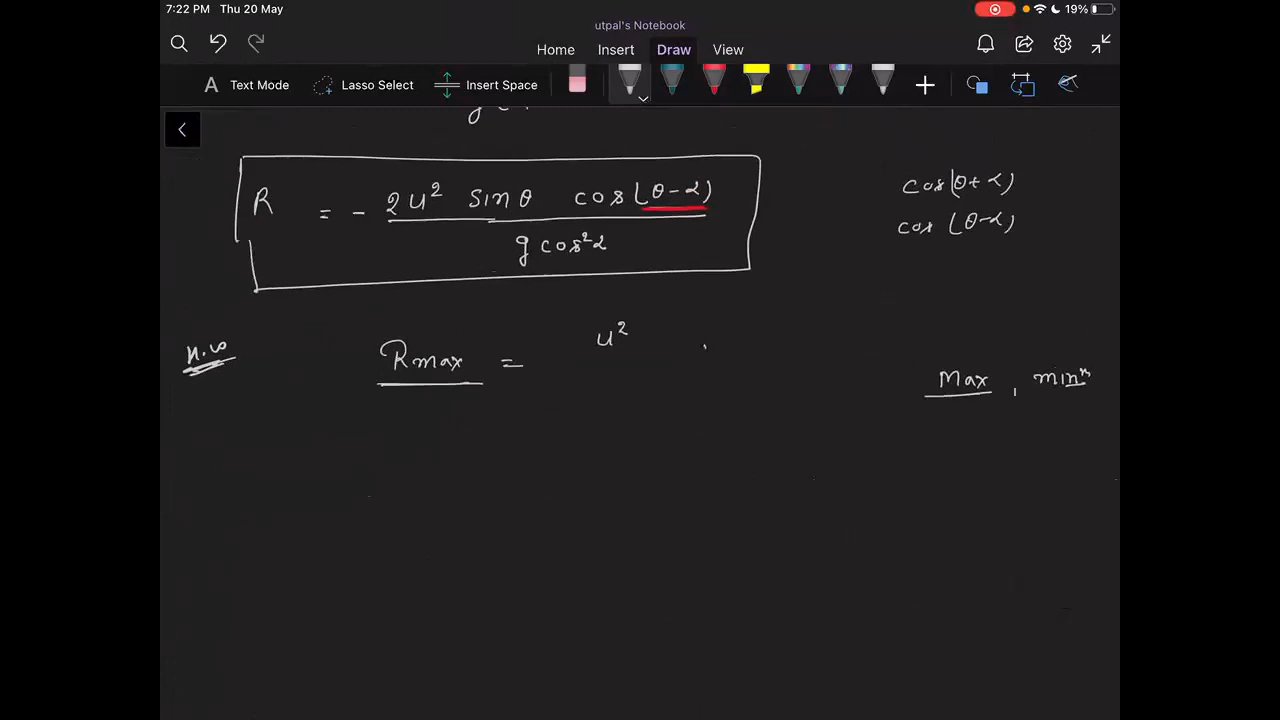 7:22 PM Thu 20 May
19%
utpal's Notebook
Home Insert Draw View
A Text Mode Lasso Select Insert Space
R = - 2u² sinθ cos(θ-α)
g cos²α
cos(θ+α)
cos (θ-α)
H.W
Rmax = u²
Max , minᵐ